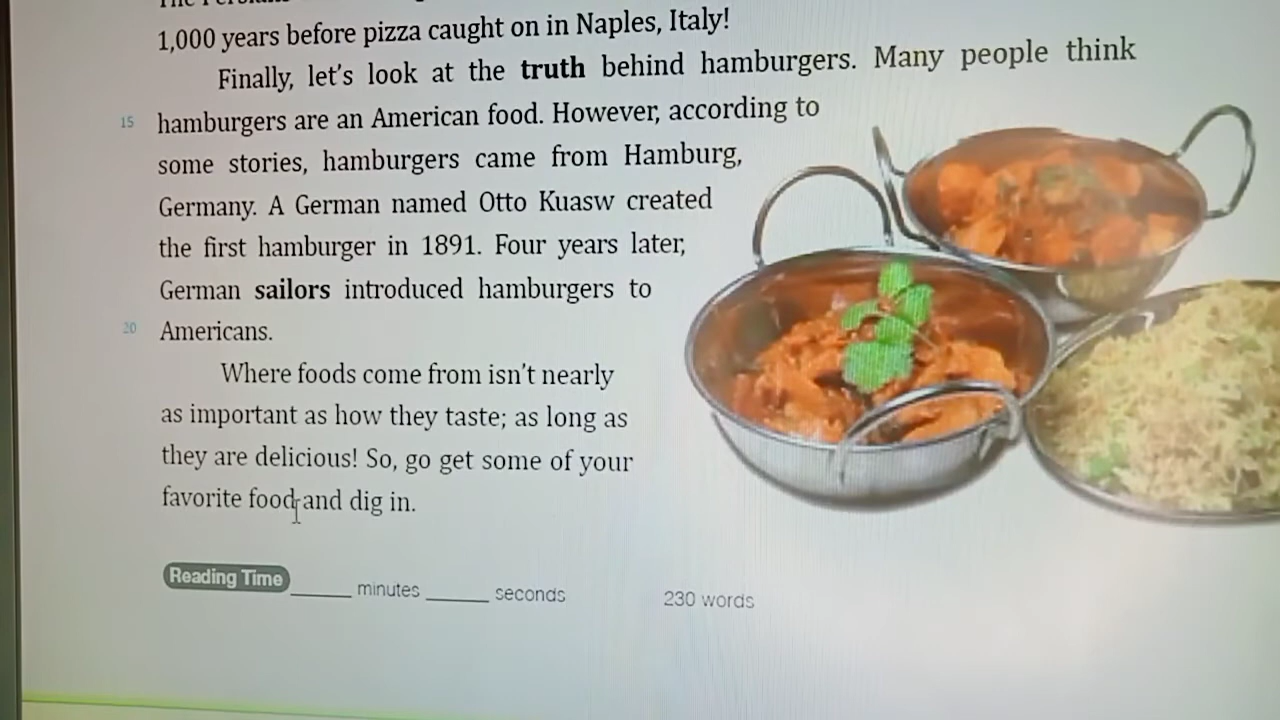 1,000 years before pizza caught on in Naples, Italy!
Finally, let's look at the truth behind hamburgers. Many people think
15 hamburgers are an American food. However, according to
some stories, hamburgers came from Hamburg,
Germany. A German named Otto Kuasw created
the first hamburger in 1891. Four years later,
German sailors introduced hamburgers to
20 Americans.
Where foods come from isn't nearly
as important as how they taste; as long as
they are delicious! So, go get some of your
favorite food and dig in.
Reading Time ______ minutes ______ seconds 230 words